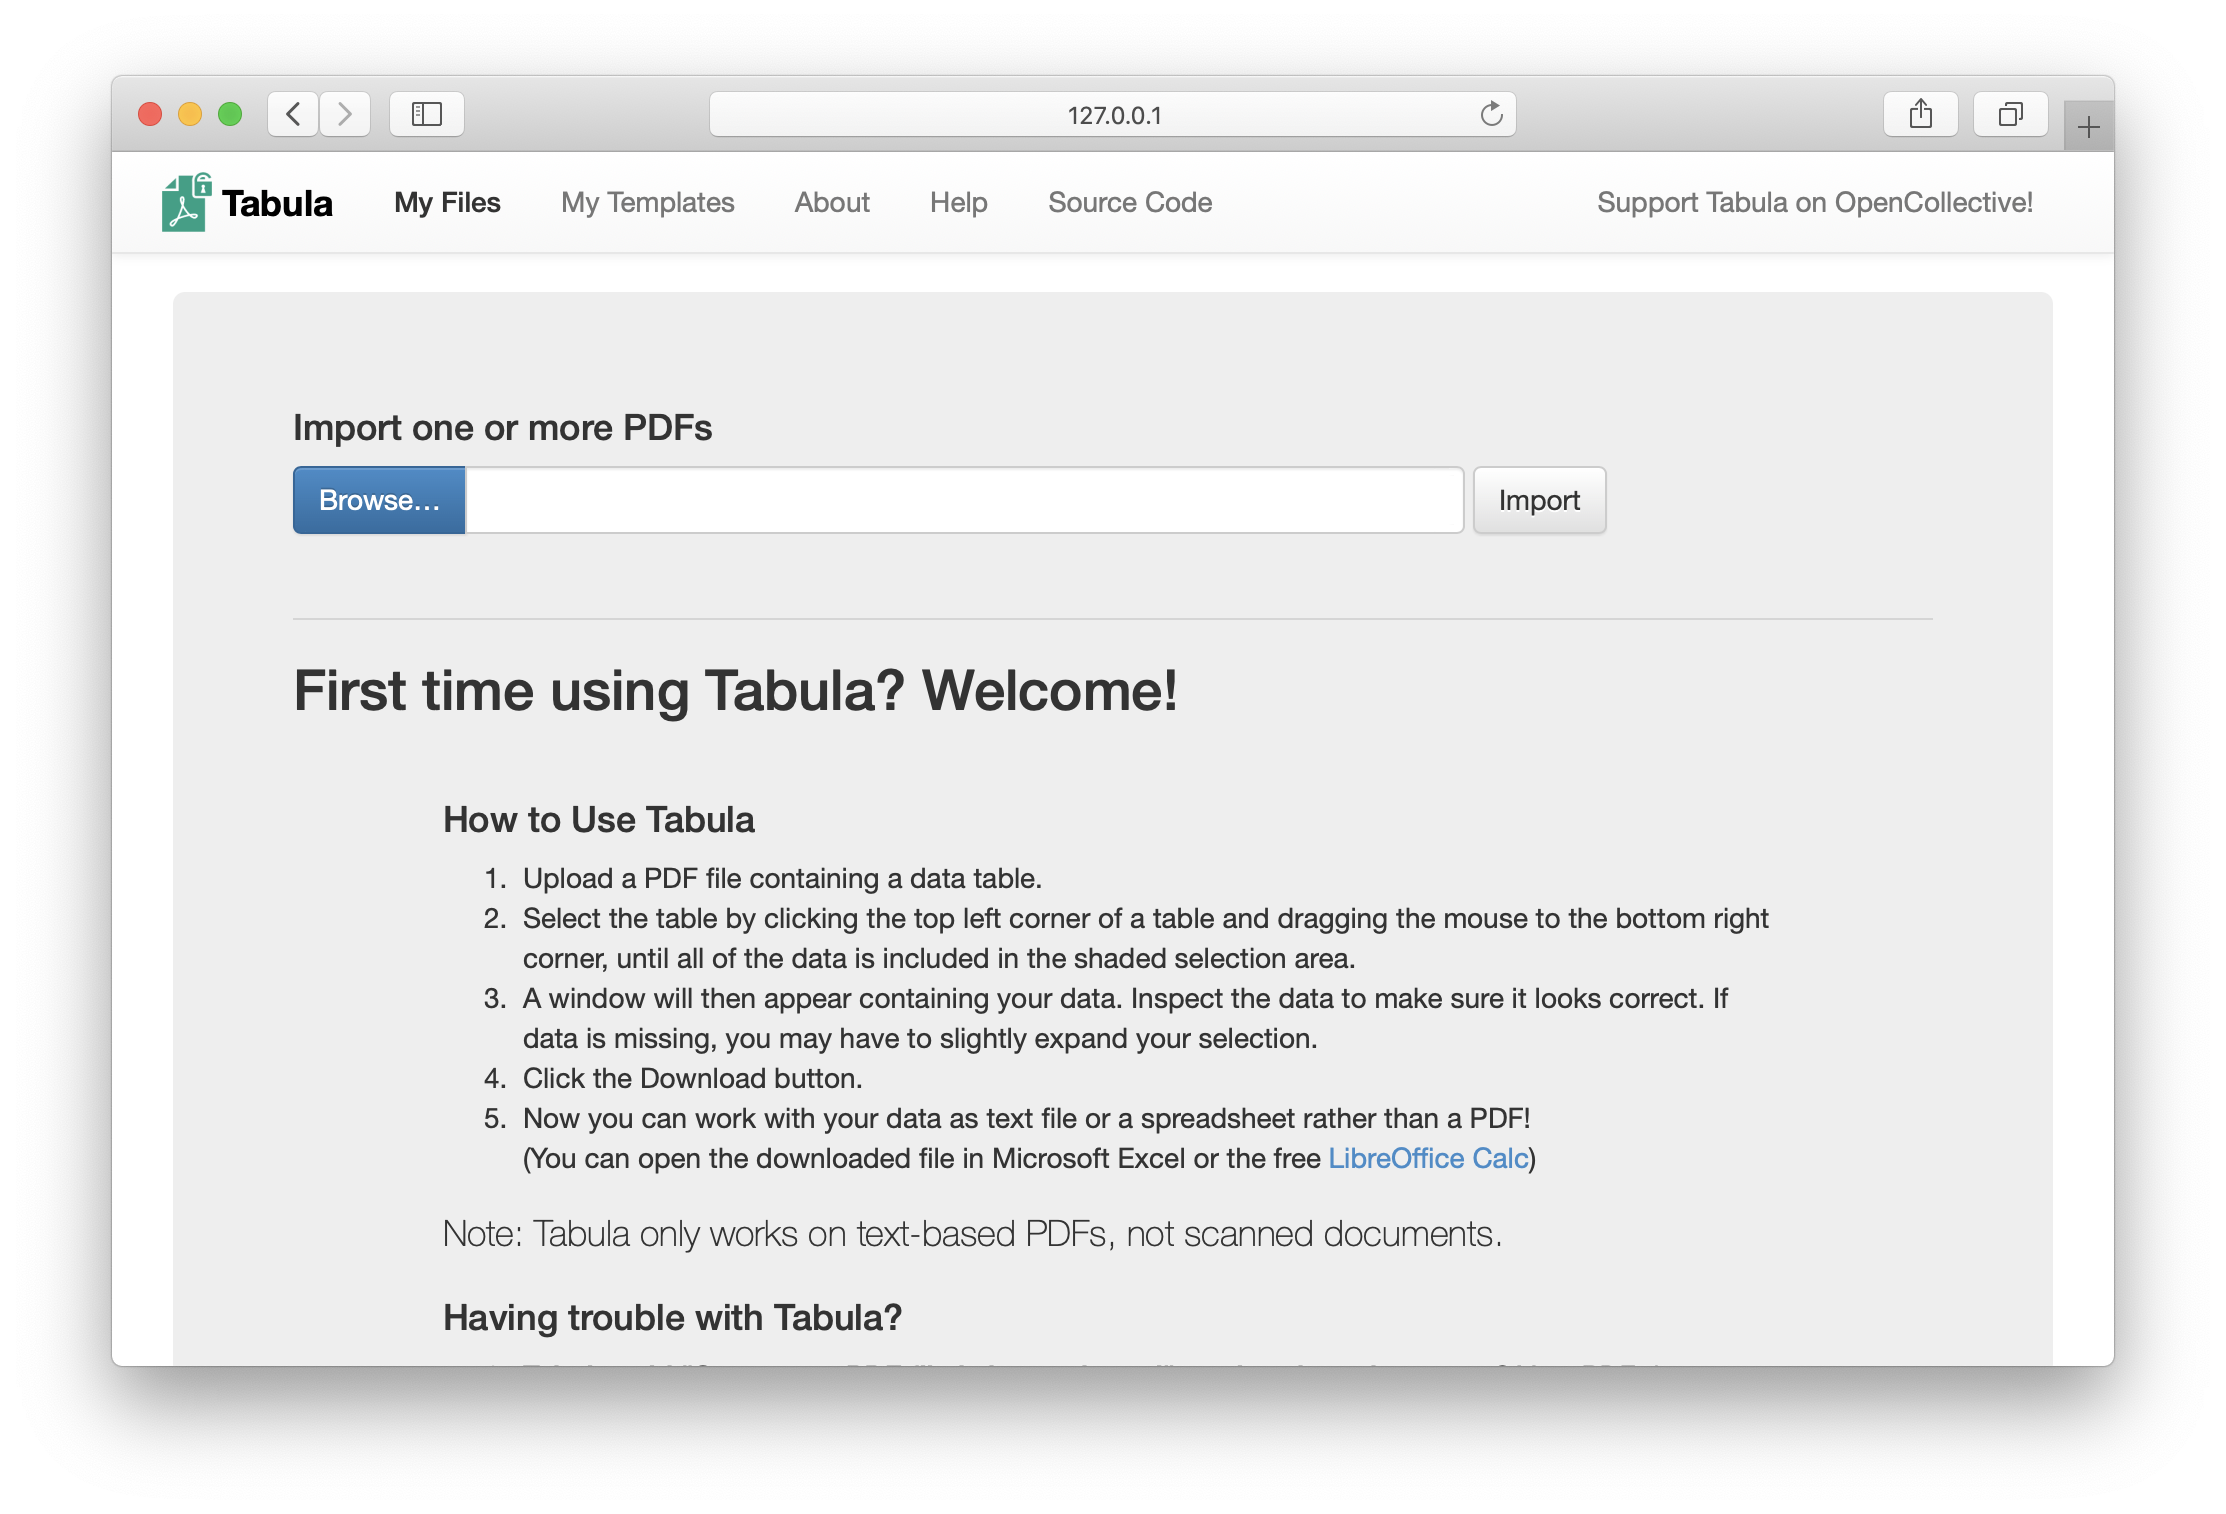 127.0.0.1
Tabula My Files My Templates About Help Source Code Support Tabula on OpenCollective!
Import one or more PDFs
Browse... Import
First time using Tabula? Welcome!
How to Use Tabula
1. Upload a PDF file containing a data table.
2. Select the table by clicking the top left corner of a table and dragging the mouse to the bottom right
corner, until all of the data is included in the shaded selection area.
3. A window will then appear containing your data. Inspect the data to make sure it looks correct. If
data is missing, you may have to slightly expand your selection.
4. Click the Download button.
5. Now you can work with your data as text file or a spreadsheet rather than a PDF!
(You can open the downloaded file in Microsoft Excel or the free LibreOffice Calc)
Note: Tabula only works on text-based PDFs, not scanned documents.
Having trouble with Tabula?